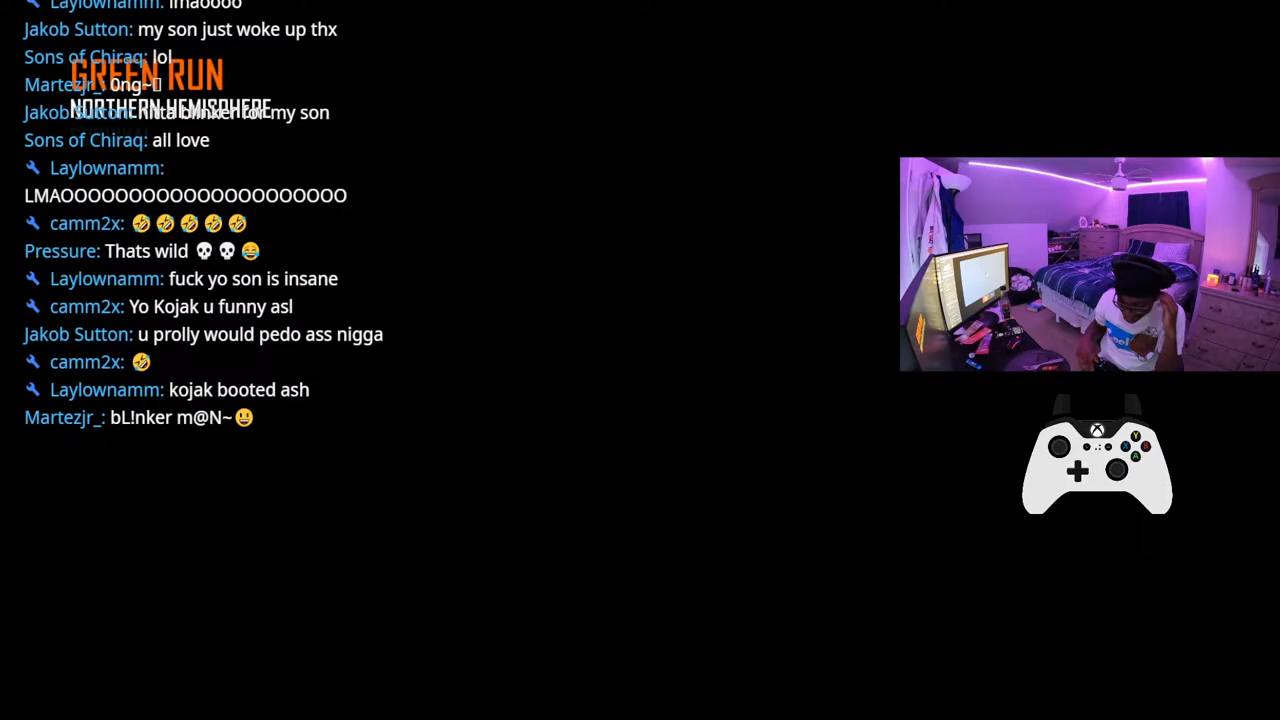 Laylownamm: lmaoooo
Jakob Sutton: my son just woke up thx
Sons of Chiraq: lol
GREEN RUN
Martezjr_: 0ng~
NORTHERN HEMISPHERE
Jakob Sutton: hitta blinker for my son
Sons of Chiraq: all love
Laylownamm:
LMAOOOOOOOOOOOOOOOOOOOOO
camm2x: 🤣🤣🤣🤣🤣
Pressure: Thats wild 💀💀😂
Laylownamm: fuck yo son is insane
camm2x: Yo Kojak u funny asl
Jakob Sutton: u prolly would pedo ass nigga
camm2x: 🤣
Laylownamm: kojak booted ash
Martezjr_: bL!nker m@N~😃
X
Y
X
B
A